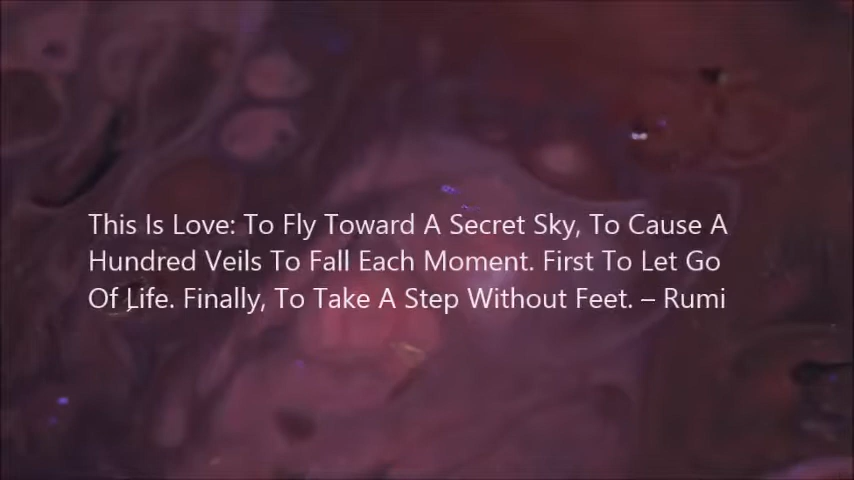 This Is Love: To Fly Toward A Secret Sky, To Cause A
Hundred Veils To Fall Each Moment. First To Let Go
Of Life. Finally, To Take A Step Without Feet. – Rumi